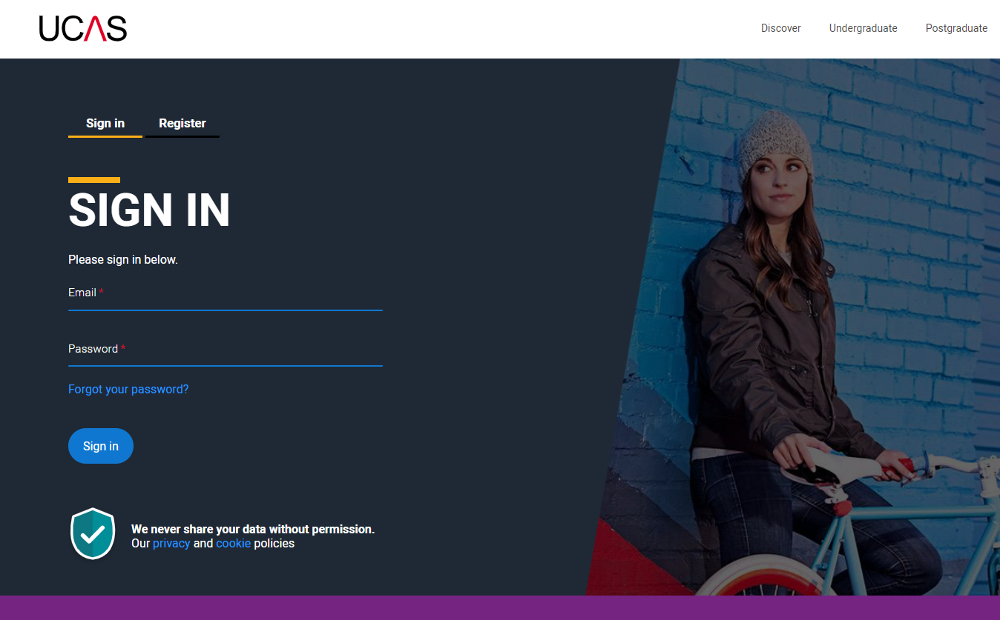 UCAS
Discover
Undergraduate
Postgraduate
Sign in
Register
SIGN IN
Please sign in below.
Email *
Password *
Forgot your password?
Sign in
We never share your data without permission.
Our privacy and cookie policies